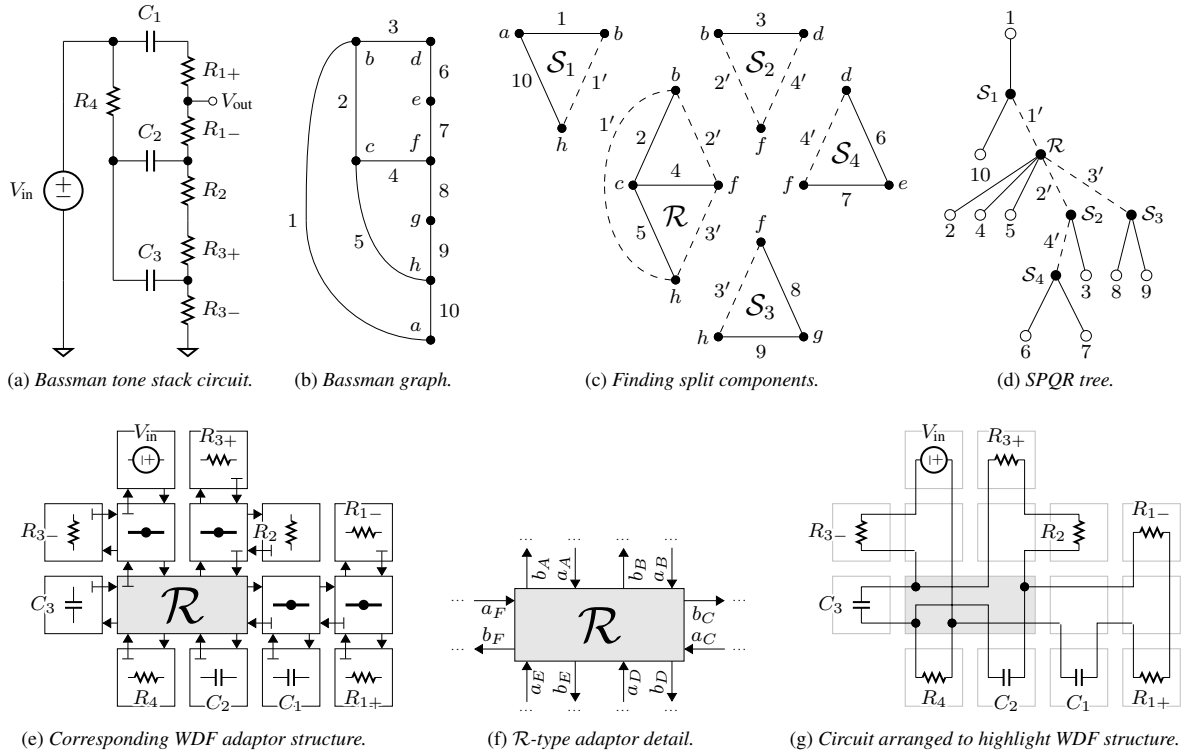 C1
R1+
Vout
R4
R1−
C2
Vin
R2
R3+
C3
R3−
(a) Bassman tone stack circuit.
3
b
d
6
e
2
7
c
f
4
1
8
g
5
9
h
10
a
(b) Bassman graph.
1
a
b
S1
10
1′
h
3
b
d
S2
2′
4′
f
b
1′
2
2′
c
4
f
5
R
3′
h
d
4′
6
S4
f
7
e
f
3′
8
S3
h
9
g
(c) Finding split components.
1
S1
1′
R
10
2′
3′
2
4
5
S2
S3
4′
S4
3
8
9
6
7
(d) SPQR tree.
Vin
R3+
R3−
R2
R1−
C3
R
R4
C2
C1
R1+
(e) Corresponding WDF adaptor structure.
... ...
bA
aA
bB
aB
... aF
bC ...
R
... bF
aC ...
aE
bE
aD
bD
... ...
(f) R-type adaptor detail.
Vin
R3+
R3−
R2
R1−
C3
R4
C2
C1
R1+
(g) Circuit arranged to highlight WDF structure.